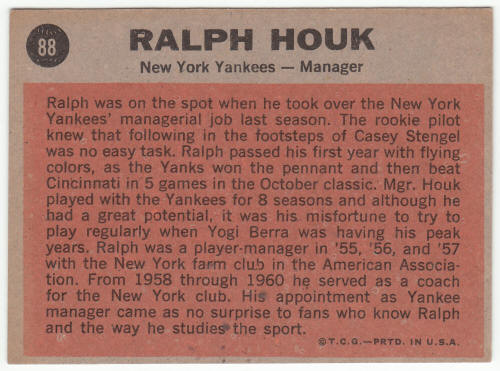 88
RALPH HOUK
New York Yankees — Manager
Ralph was on the spot when he took over the New York
Yankees' managerial job last season. The rookie pilot
knew that following in the footsteps of Casey Stengel
was no easy task. Ralph passed his first year with flying
colors, as the Yanks won the pennant and then beat
Cincinnati in 5 games in the October classic. Mgr. Houk
played with the Yankees for 8 seasons and although he
had a great potential, it was his misfortune to try to
play regularly when Yogi Berra was having his peak
years. Ralph was a player-manager in '55, '56, and '57
with the New York farm club in the American Associa-
tion. From 1958 through 1960 he served as a coach
for the New York club. His appointment as Yankee
manager came as no surprise to fans who know Ralph
and the way he studies the sport.
©T.C.G.—PRTD. IN U.S.A.